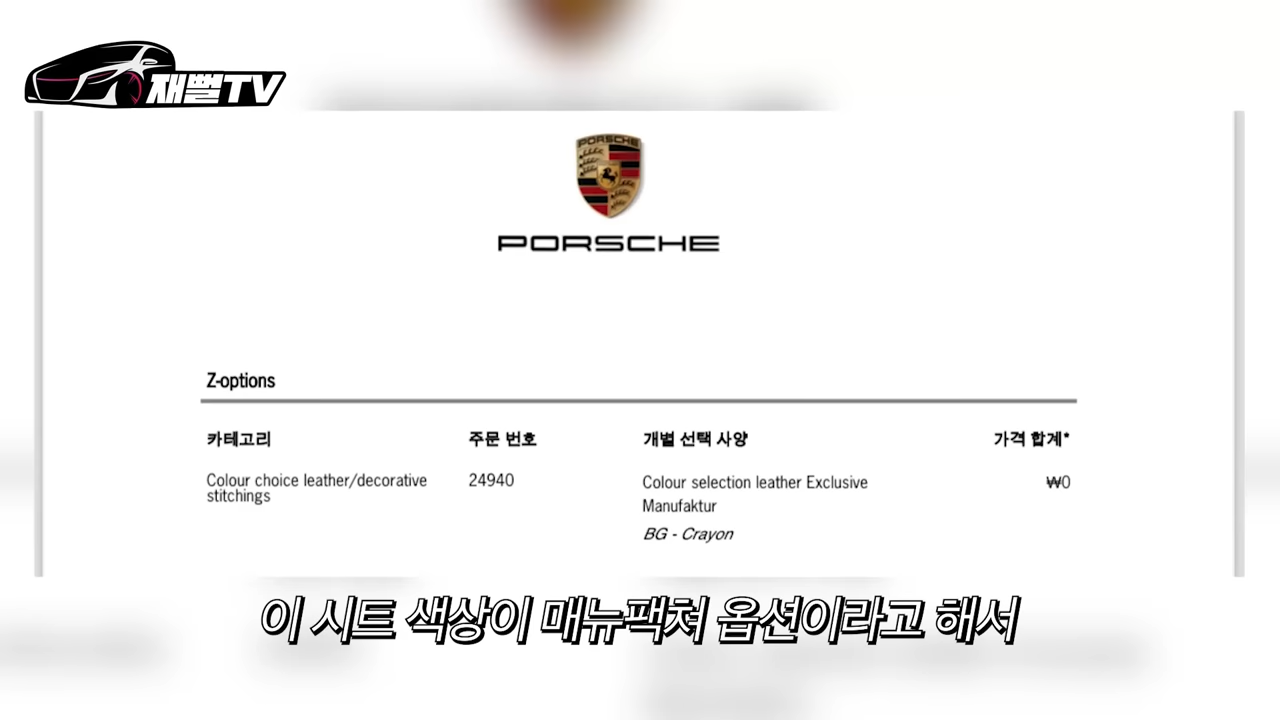 재뻘TV
PORSCHE
PORSCHE
Z-options
카테고리 주문 번호 개별 선택 사양 가격 합계*
Colour choice leather/decorative 24940 Colour selection leather Exclusive ₩0
stitchings Manufaktur
BG - Crayon
이 시트 색상이 매뉴팩쳐 옵션이라고 해서